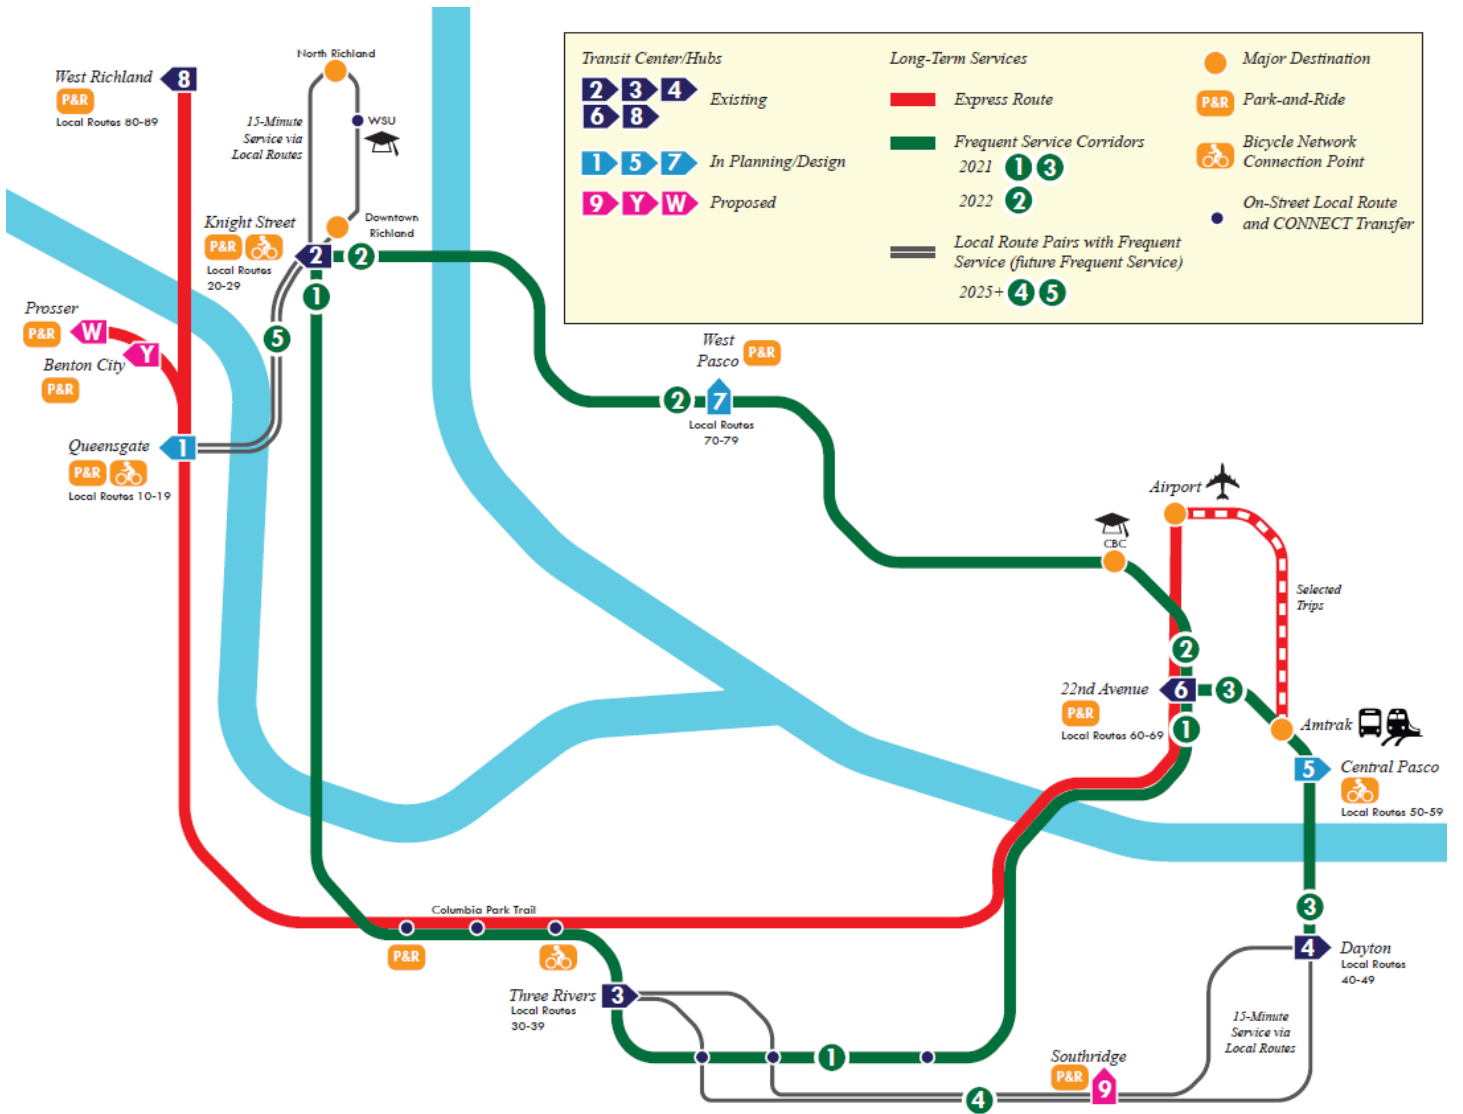 North Richland
West Richland
8
P&R
Local Routes 80-89
15-Minute
Service via
Local Routes
WSU
Knight Street
P&R
Local Routes
20-29
Downtown
Richland
2
2
1
5
Prosser
P&R
W
Y
Benton City
P&R
Queensgate
1
P&R
Local Routes 10-19
Transit Center/Hubs
2 3 4
6 8
Existing
1 5 7
In Planning/Design
9 Y W
Proposed
Long-Term Services
Express Route
Frequent Service Corridors
2021 1 3
2022 2
Local Route Pairs with Frequent
Service (future Frequent Service)
2025+ 4 5
Major Destination
P&R
Park-and-Ride
Bicycle Network
Connection Point
On-Street Local Route
and CONNECT Transfer
West
Pasco
P&R
2
7
Local Routes
70-79
Airport
CBC
Selected
Trips
2
22nd Avenue
6
3
P&R
Local Routes 60-69
1
Amtrak
5
Central Pasco
Local Routes 50-59
3
4
Dayton
Local Routes
40-49
Columbia Park Trail
P&R
Three Rivers
3
Local Routes
30-39
1
15-Minute
Service via
Local Routes
Southridge
P&R
9
4